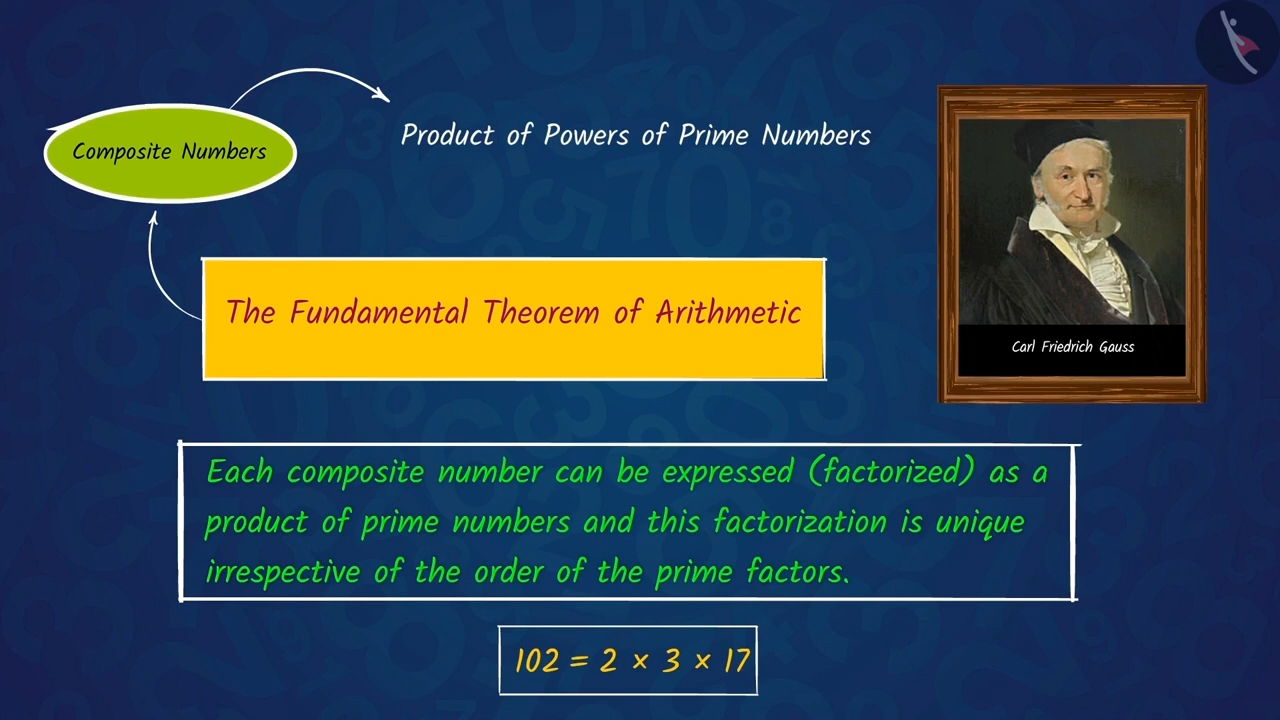 Composite Numbers
Product of Powers of Prime Numbers
The Fundamental Theorem of Arithmetic
Carl Friedrich Gauss
Each composite number can be expressed (factorized) as a
product of prime numbers and this factorization is unique
irrespective of the order of the prime factors.
102 = 2 × 3 × 17